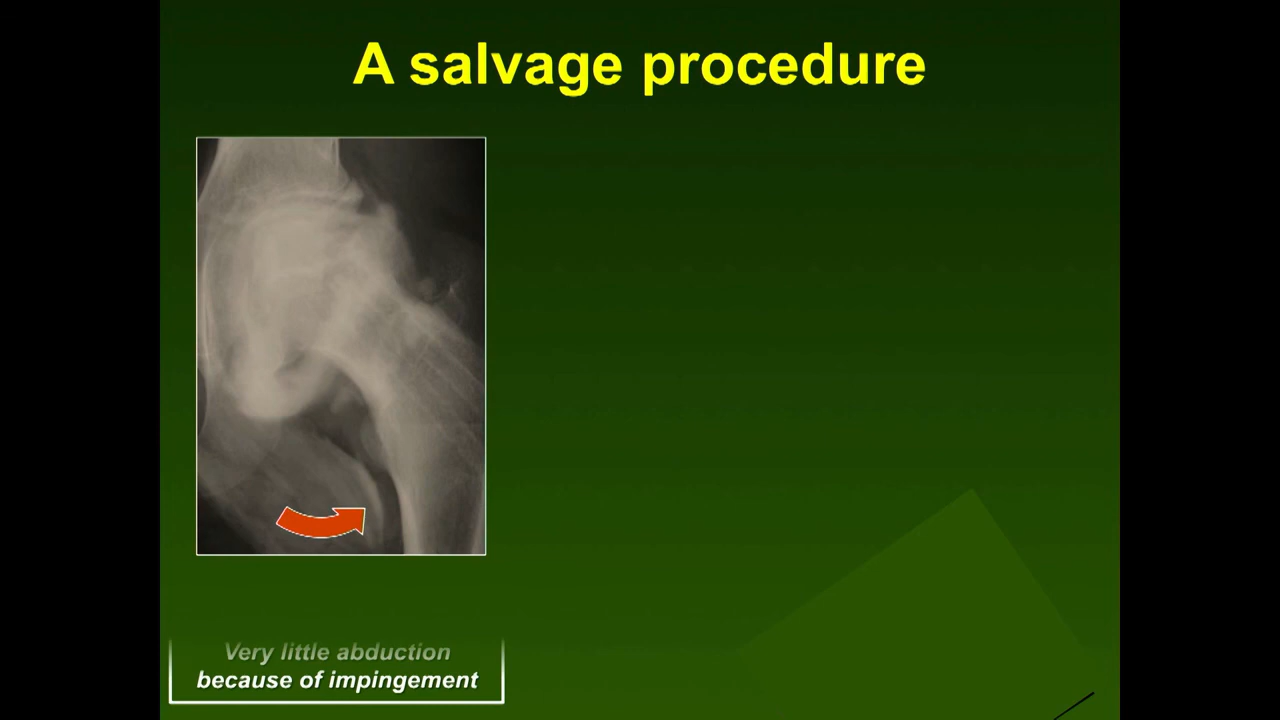 A salvage procedure
Very little abduction
because of impingement